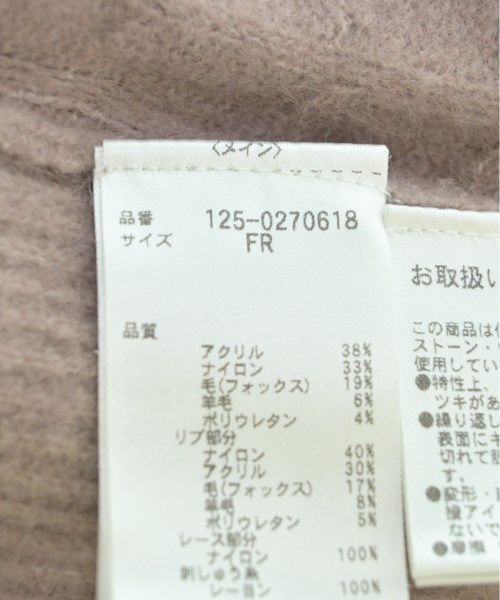 〈メイン〉
品番 125-0270618
サイズ FR
品質
アクリル 38%
ナイロン 33%
毛(フォックス) 19%
羊毛 6%
ポリウレタン 4%
リブ部分
ナイロン 40%
アクリル 30%
毛(フォックス) 17%
羊毛 8%
ポリウレタン 5%
レース部分
ナイロン 100%
刺しゅう糸
レーヨン 100%
お取扱い
この商品は
ストーン・
使用してい
●特性上、
ツキがあ
●繰り返し
表面にキ
切れて
す。
●変形・
ないで
●摩擦